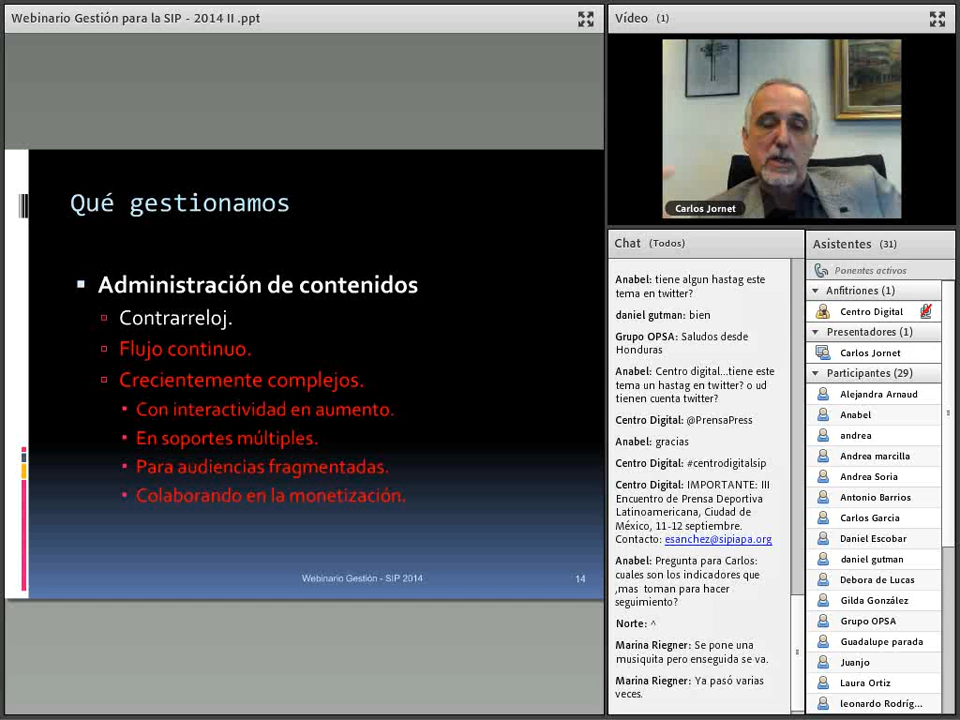 Webinario Gestión para la SIP - 2014 II .ppt
Qué gestionamos
Administración de contenidos
Contrarreloj.
Flujo continuo.
Crecientemente complejos.
Con interactividad en aumento.
En soportes múltiples.
Para audiencias fragmentadas.
Colaborando en la monetización.
Webinario Gestión - SIP 2014
14
Vídeo (1)
Carlos Jornet
Chat (Todos)
Anabel: tiene algun hastag este
tema en twitter?
daniel gutman: bien
Grupo OPSA: Saludos desde
Honduras
Anabel: Centro digital...tiene este
tema un hastag en twitter? o ud
tienen cuenta twitter?
Centro Digital: @PrensaPress
Anabel: gracias
Centro Digital: #centrodigitalsip
Centro Digital: IMPORTANTE: III
Encuentro de Prensa Deportiva
Latinoamericana, Ciudad de
México, 11-12 septiembre.
Contacto: esanchez@sipiapa.org
Anabel: Pregunta para Carlos:
cuales son los indicadores que
,mas toman para hacer
seguimiento?
Norte: ^
Marina Riegner: Se pone una
musiquita pero enseguida se va.
Marina Riegner: Ya pasó varias
veces.
Asistentes (31)
Ponentes activos
Anfitriones (1)
Centro Digital
Presentadores (1)
Carlos Jornet
Participantes (29)
Alejandra Arnaud
Anabel
andrea
Andrea marcilla
Andrea Soria
Antonio Barrios
Carlos Garcia
Daniel Escobar
daniel gutman
Debora de Lucas
Gilda González
Grupo OPSA
Guadalupe parada
Juanjo
Laura Ortiz
leonardo Rodríg...